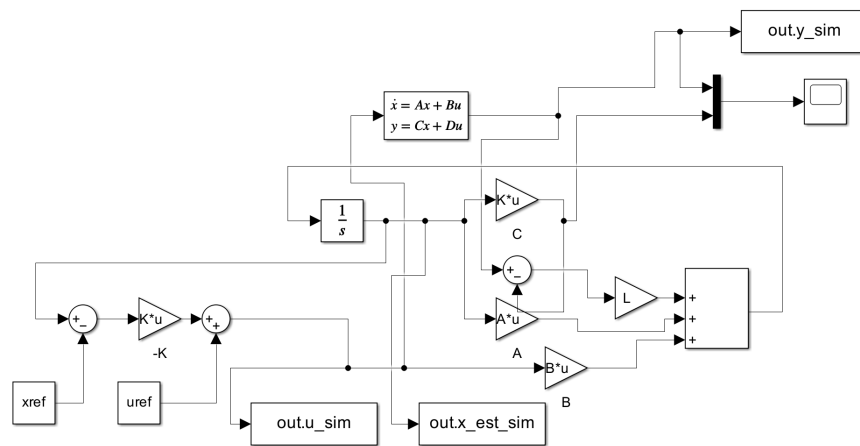 out.y_sim
ẋ = Ax + Bu
y = Cx + Du
1
s
K*u
C
+
−
L
+
+
+
A*u
A
+
−
K*u
-K
+
+
B*u
B
xref
uref
out.u_sim
out.x_est_sim